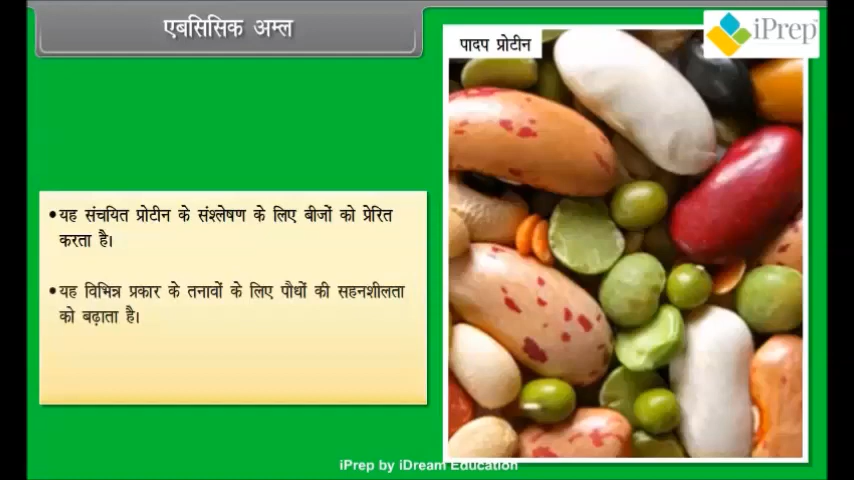 एबसिसिक अम्ल
पादप प्रोटीन
iPrep
•यह संचयित प्रोटीन के संश्लेषण के लिए बीजों को प्रेरित
करता है।
•यह विभिन्न प्रकार के तनावों के लिए पौधों की सहनशीलता
को बढ़ाता है।
iPrep by iDream Education